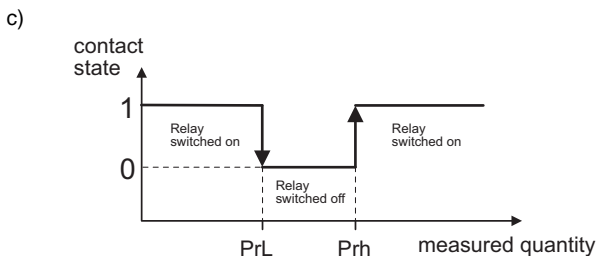 c)
contact
state
1
Relay
switched on
Relay
switched on
0
Relay
switched off
PrL
Prh
measured quantity